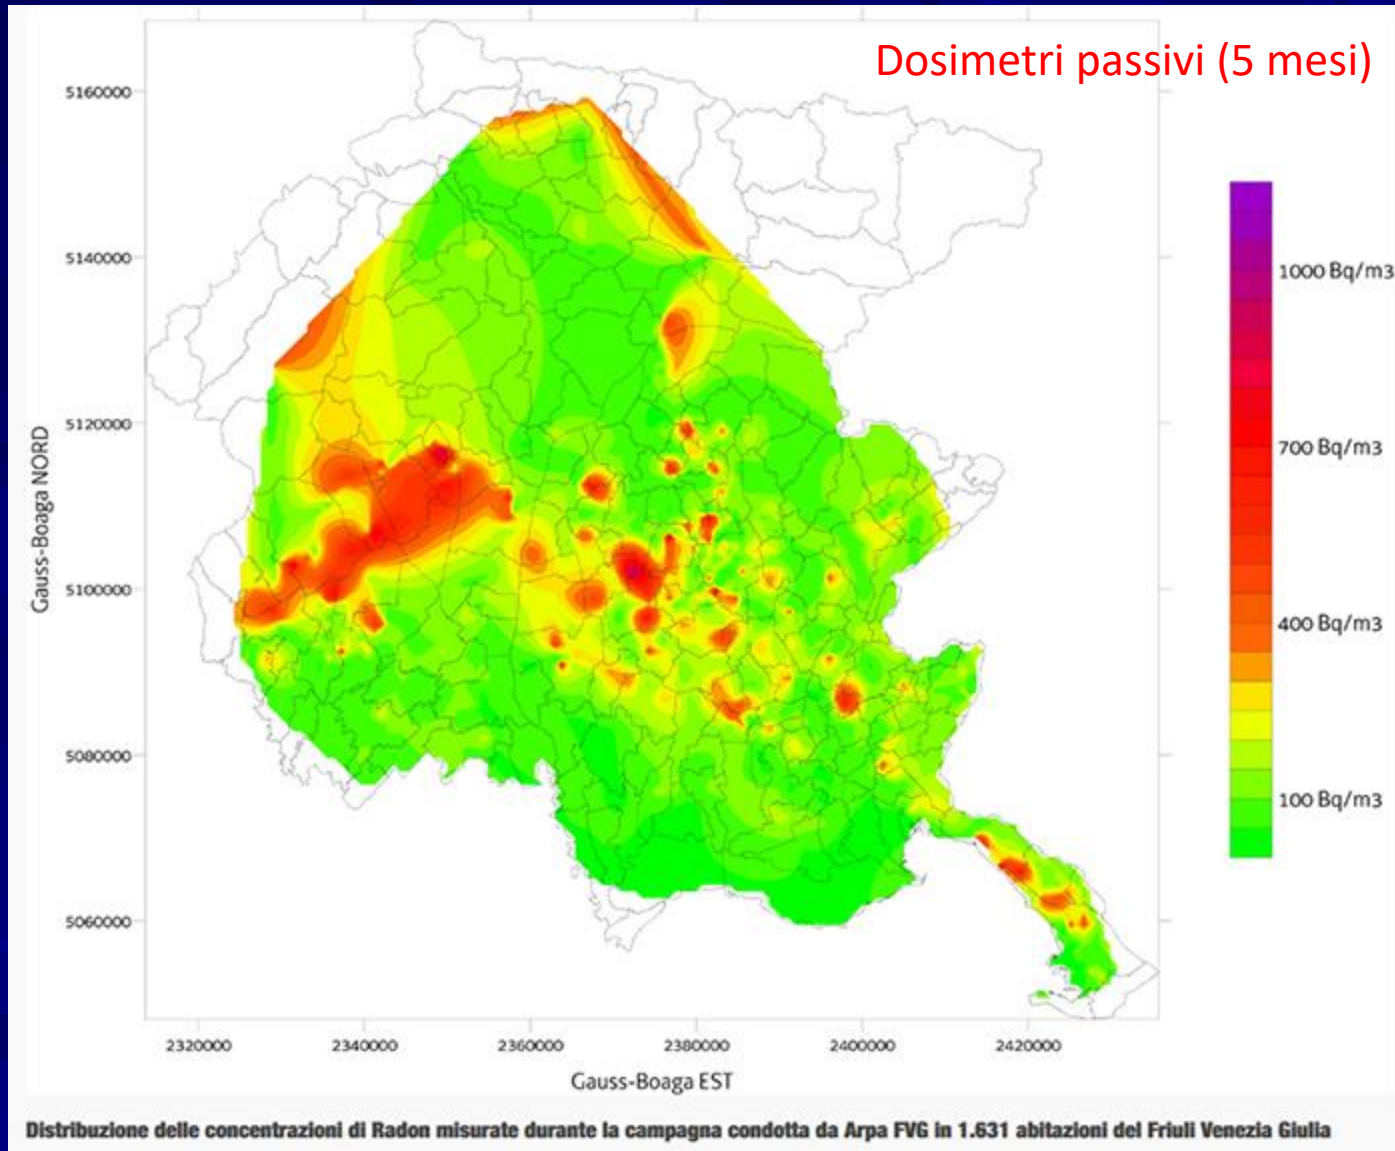 Dosimetri passivi (5 mesi)
5160000
5140000
5120000
5100000
5080000
5060000
Gauss-Boaga NORD
2320000 2340000 2360000 2380000 2400000 2420000
Gauss-Boaga EST
1000 Bq/m3
700 Bq/m3
400 Bq/m3
100 Bq/m3
Distribuzione delle concentrazioni di Radon misurate durante la campagna condotta da Arpa FVG in 1.631 abitazioni del Friuli Venezia Giulia